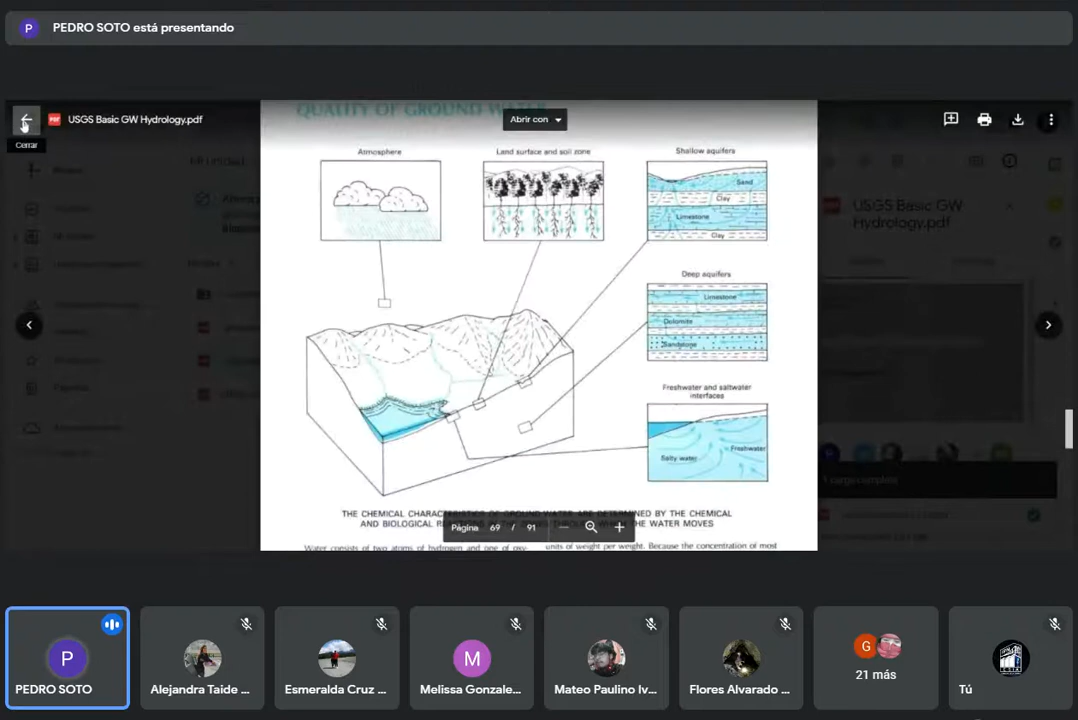 P
PEDRO SOTO está presentando
USGS Basic GW Hydrology.pdf
Cerrar
QUALITY OF GROUND WATER
Abrir con
Atmosphere
Land surface and soil zone
Shallow aquifers
Sand
Clay
Limestone
Clay
USGS Basic GW
Hydrology.pdf
Deep aquifers
Limestone
Dolomite
Sandstone
Freshwater and saltwater
interfaces
Salty water
Freshwater
THE CHEMICAL CHARACTERISTICS OF GROUND WATER ARE DETERMINED BY THE CHEMICAL
AND BIOLOGICAL THE WATER MOVES
Página 69 / 91
Water consists of two atoms of hydrogen and one of oxy-
units of weight per weight. Because the concentration of most
P
PEDRO SOTO
Alejandra Taide ...
Esmeralda Cruz ...
M
Melissa Gonzale...
Mateo Paulino Iv...
Flores Alvarado ...
G
21 más
Tú